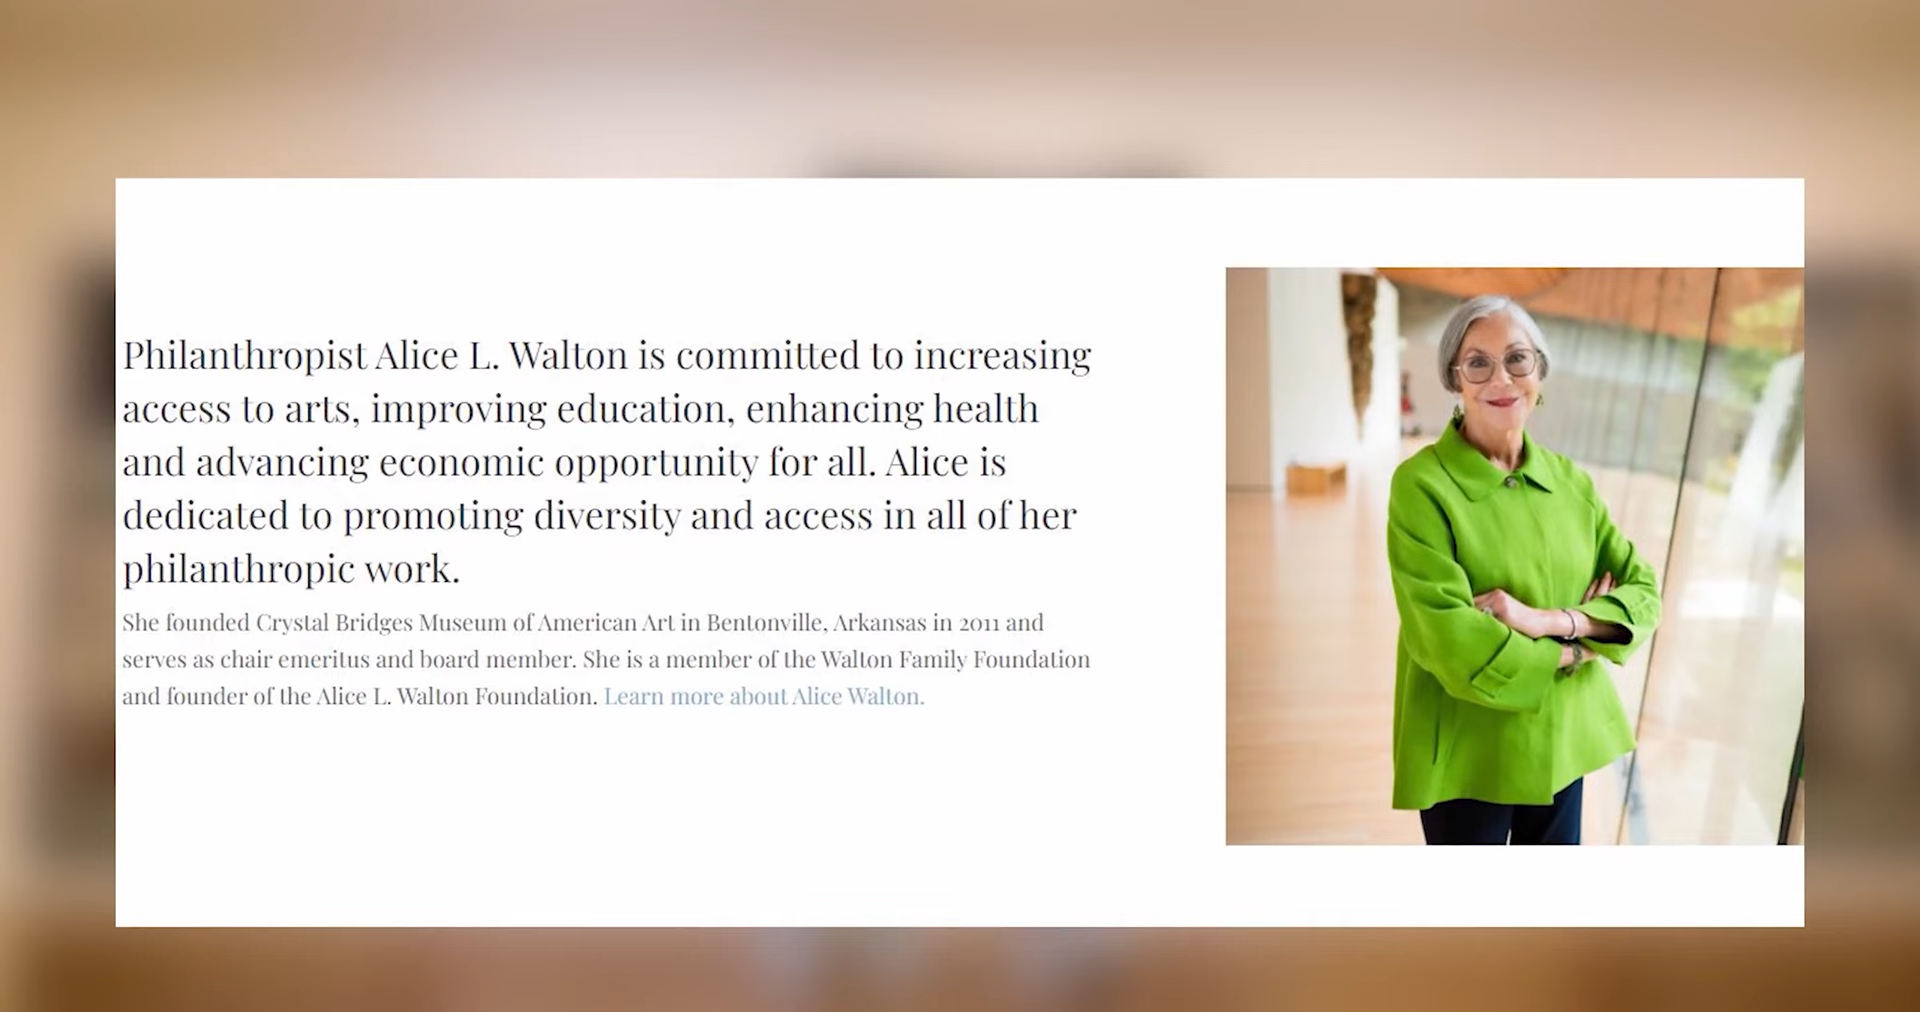 Philanthropist Alice L. Walton is committed to increasing
access to arts, improving education, enhancing health
and advancing economic opportunity for all. Alice is
dedicated to promoting diversity and access in all of her
philanthropic work.
She founded Crystal Bridges Museum of American Art in Bentonville, Arkansas in 2011 and
serves as chair emeritus and board member. She is a member of the Walton Family Foundation
and founder of the Alice L. Walton Foundation. Learn more about Alice Walton.